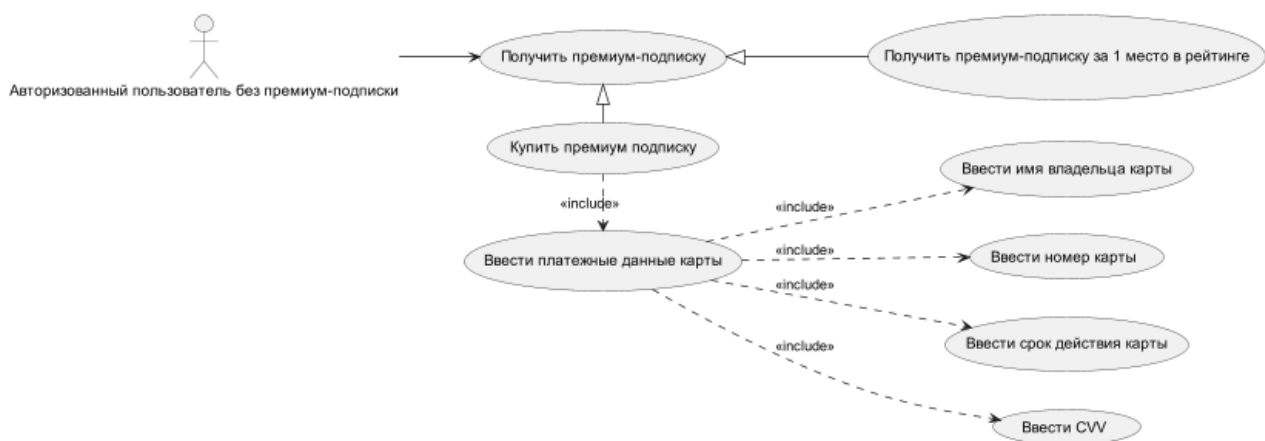 Авторизованный пользователь без премиум-подписки
Получить премиум-подписку
Получить премиум-подписку за 1 место в рейтинге
Купить премиум подписку
«include»
Ввести платежные данные карты
«include»
Ввести имя владельца карты
«include»
Ввести номер карты
«include»
Ввести срок действия карты
«include»
Ввести CVV